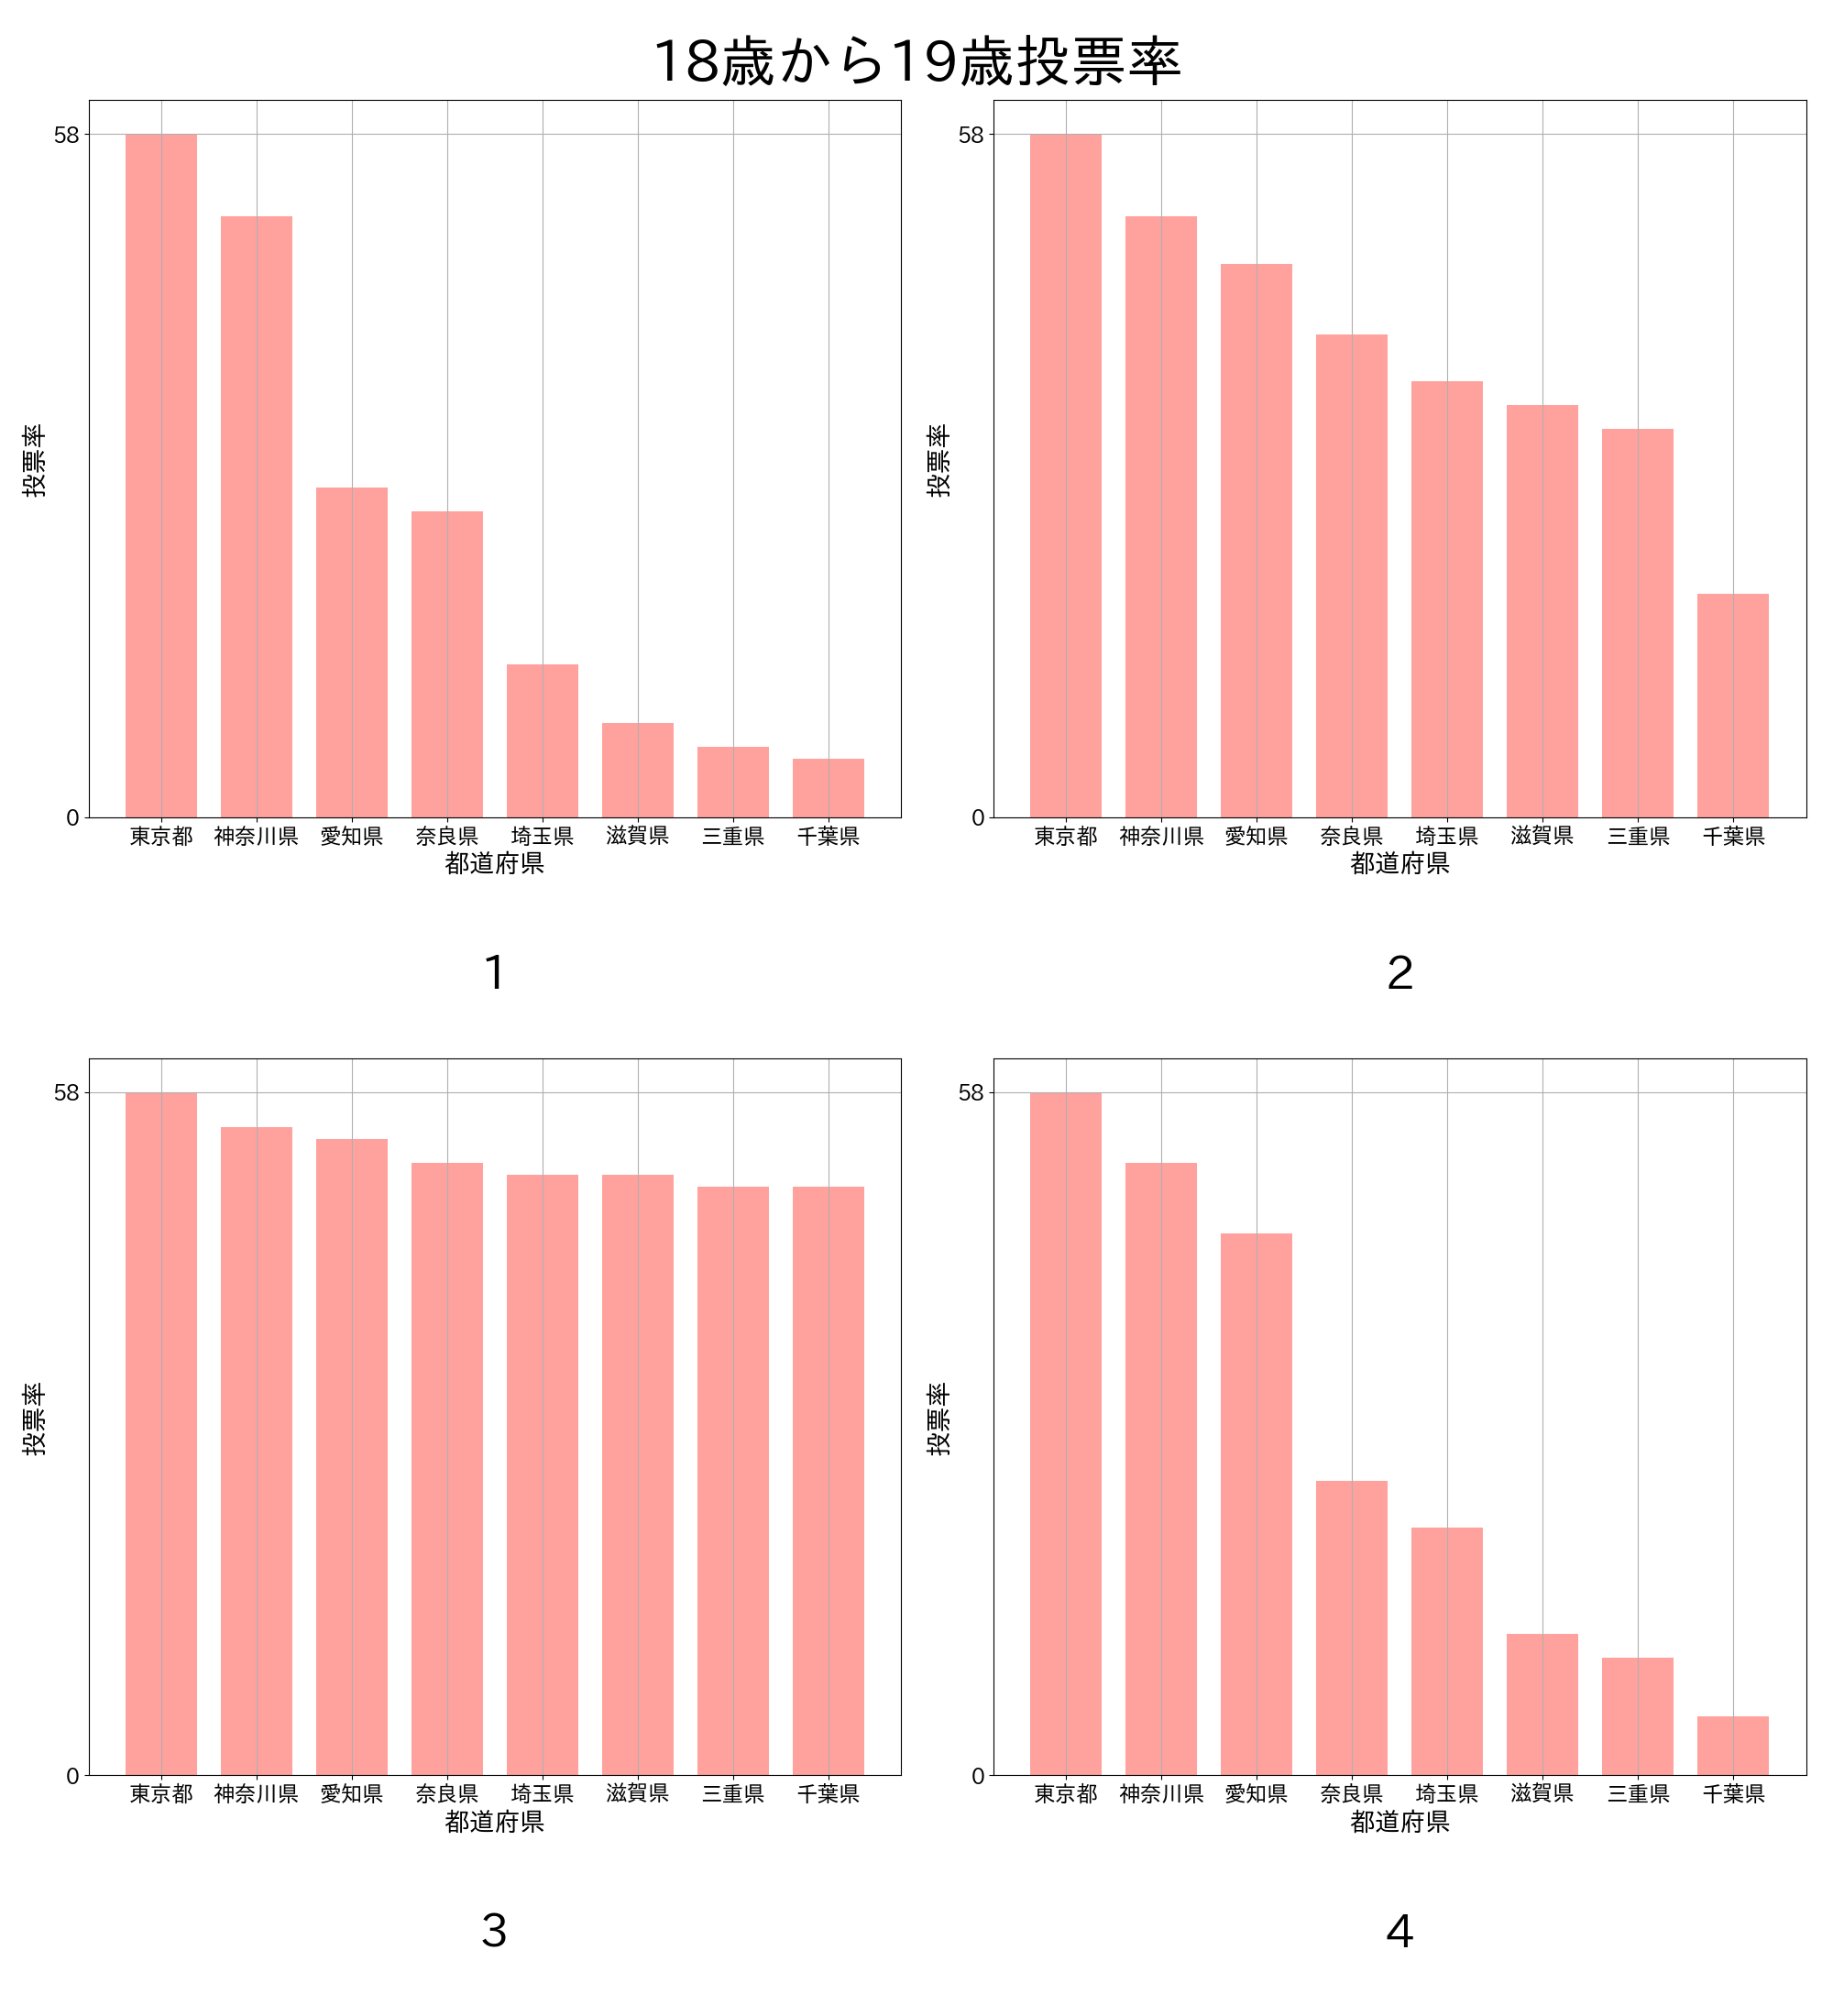 18歳から19歳投票率
58
0
投票率
東京都 神奈川県 愛知県 奈良県 埼玉県 滋賀県 三重県 千葉県
都道府県
1
58
0
投票率
東京都 神奈川県 愛知県 奈良県 埼玉県 滋賀県 三重県 千葉県
都道府県
2
58
0
投票率
東京都 神奈川県 愛知県 奈良県 埼玉県 滋賀県 三重県 千葉県
都道府県
3
58
0
投票率
東京都 神奈川県 愛知県 奈良県 埼玉県 滋賀県 三重県 千葉県
都道府県
4